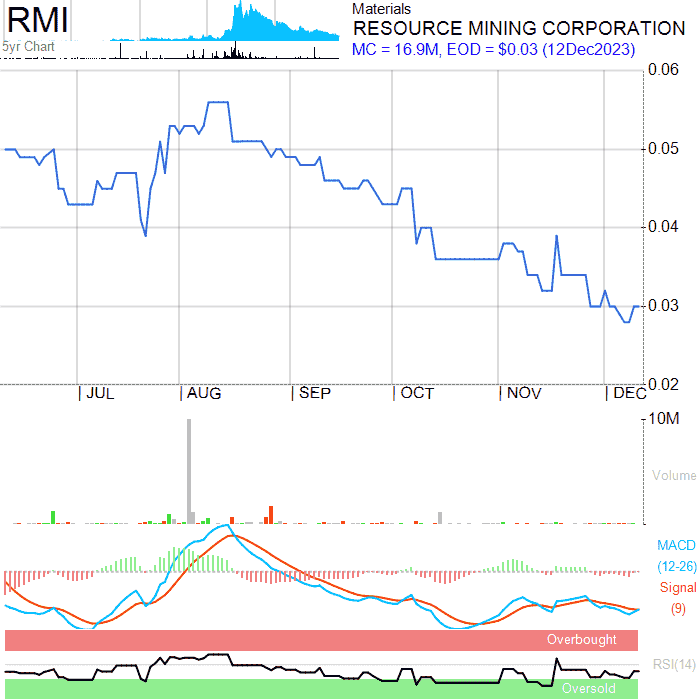 RMI
5yr Chart
Materials
RESOURCE MINING CORPORATION
MC = 16.9M, EOD = $0.03 (12Dec2023)
0.06
0.05
0.04
0.03
0.02
JUL AUG SEP OCT NOV DEC
10M
Volume
MACD
(12-26)
Signal
(9)
Overbought
RSI(14)
Oversold